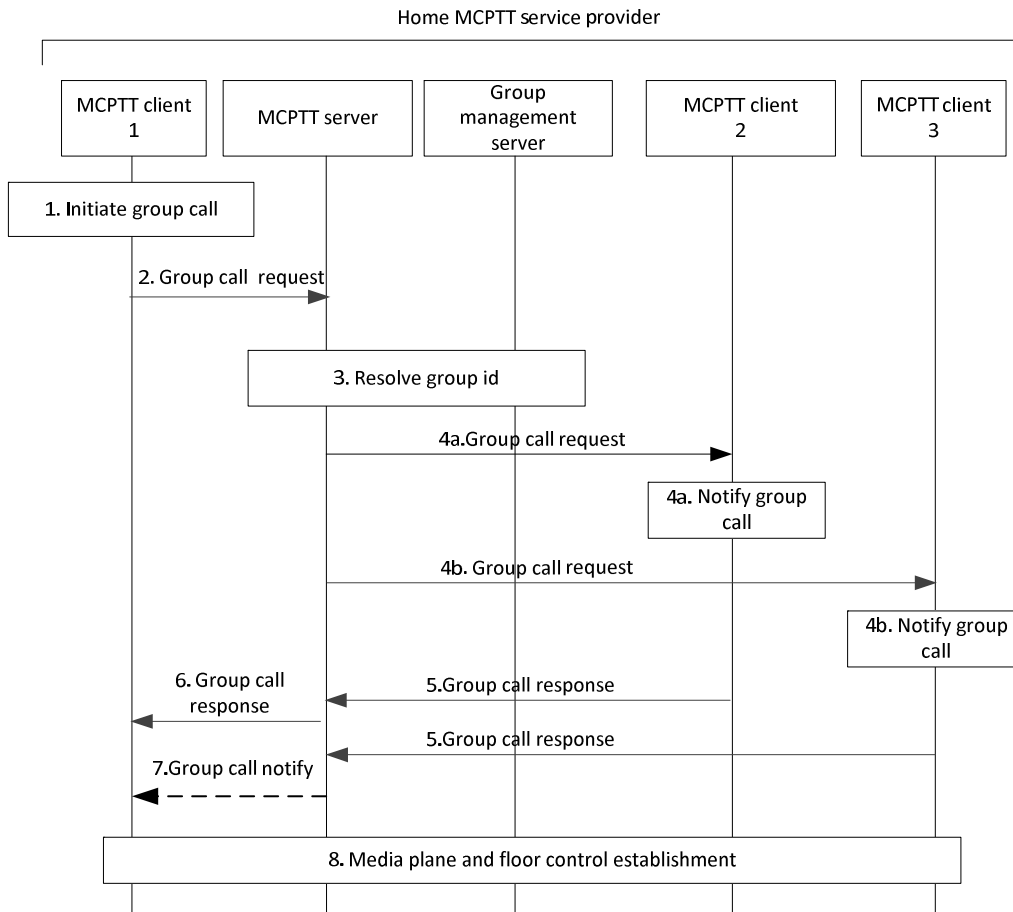 Home MCPTT service provider
MCPTT client
1
MCPTT server
Group
management
server
MCPTT client
2
MCPTT client
3
1. Initiate group call
2. Group call request
3. Resolve group id
4a.Group call request
4a. Notify group
call
4b. Group call request
4b. Notify group
call
6. Group call
response
5.Group call response
5.Group call response
7.Group call notify
8. Media plane and floor control establishment